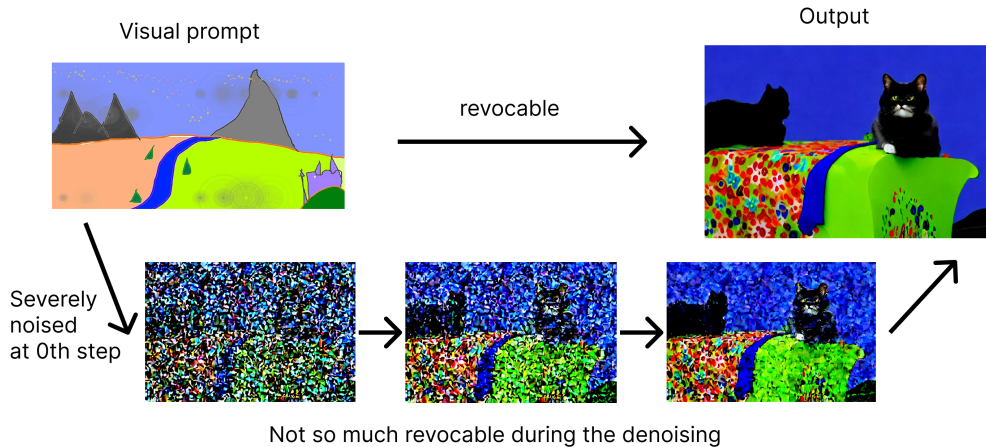 Visual prompt
Output
revocable
Severely
noised
at 0th step
Not so much revocable during the denoising